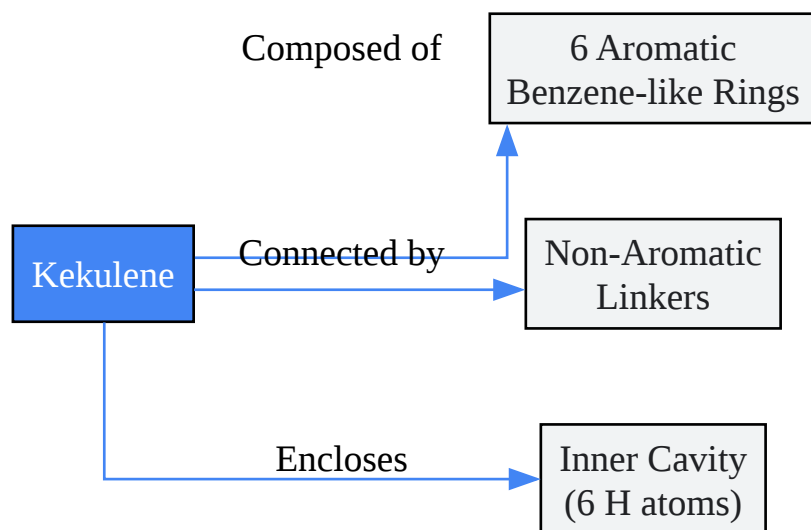 Composed of
6 Aromatic
Benzene-like Rings
Kekulene
Connected by
Non-Aromatic
Linkers
Encloses
Inner Cavity
(6 H atoms)